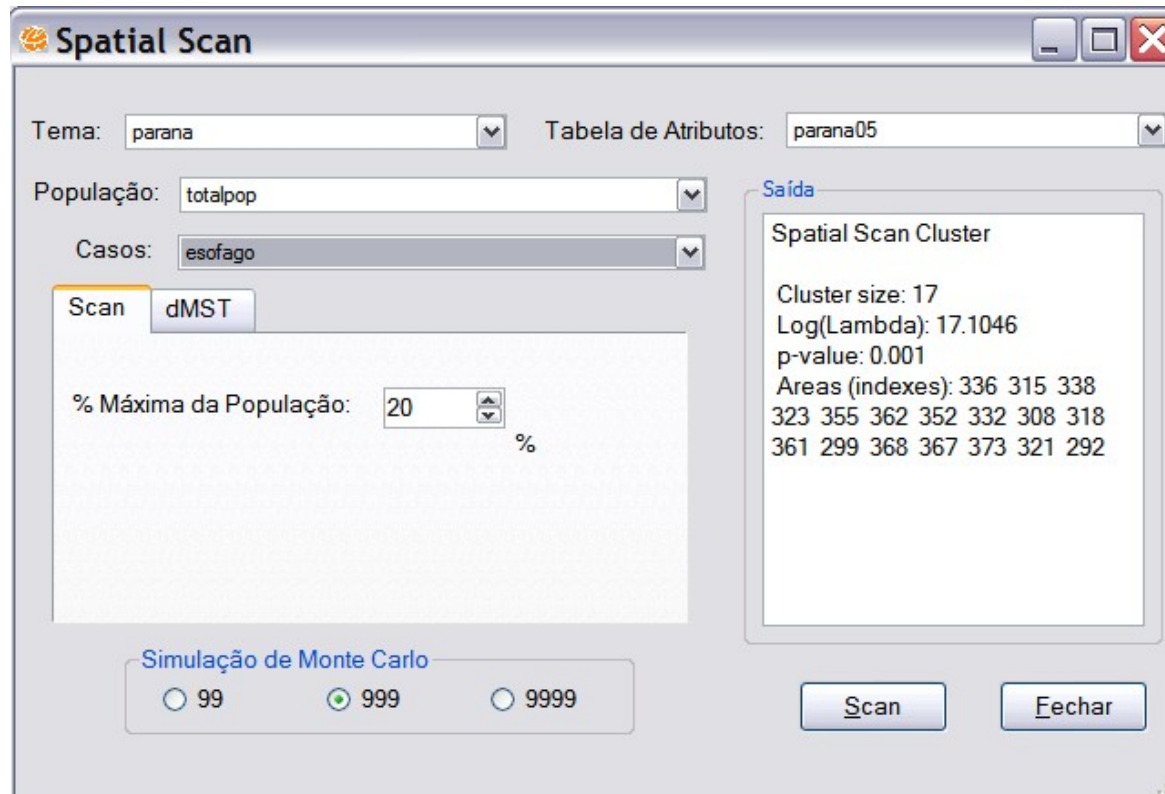 Spatial Scan
Tema: parana Tabela de Atributos: parana05
População: totalpop
Casos: esofago
Scan dMST
% Máxima da População: 20
%
Simulação de Monte Carlo
99 999 9999
Saída
Spatial Scan Cluster
Cluster size: 17
Log(Lambda): 17.1046
p-value: 0.001
Areas (indexes): 336 315 338
323 355 362 352 332 308 318
361 299 368 367 373 321 292
Scan Fechar